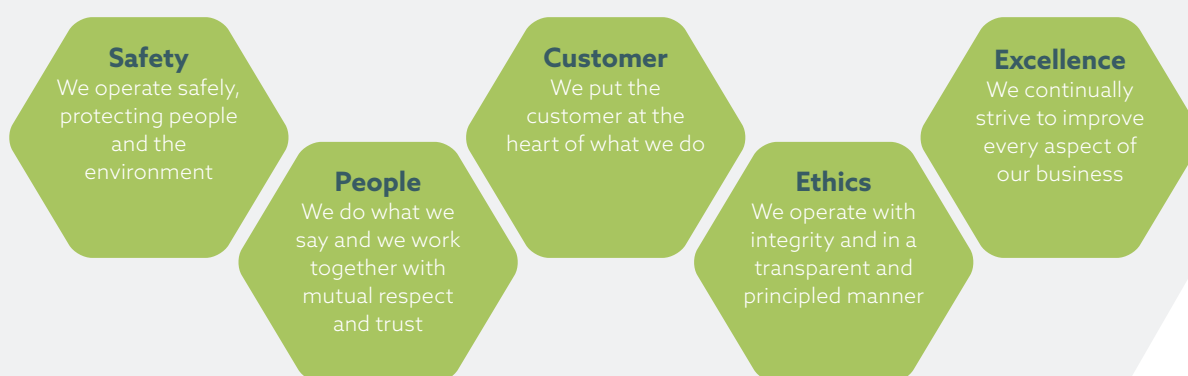 Safety
We operate safely,
protecting people
and the
environment
People
We do what we
say and we work
together with
mutual respect
and trust
Customer
We put the
customer at the
heart of what we do
Ethics
We operate with
integrity and in a
transparent and
principled manner
Excellence
We continually
strive to improve
every aspect of
our business